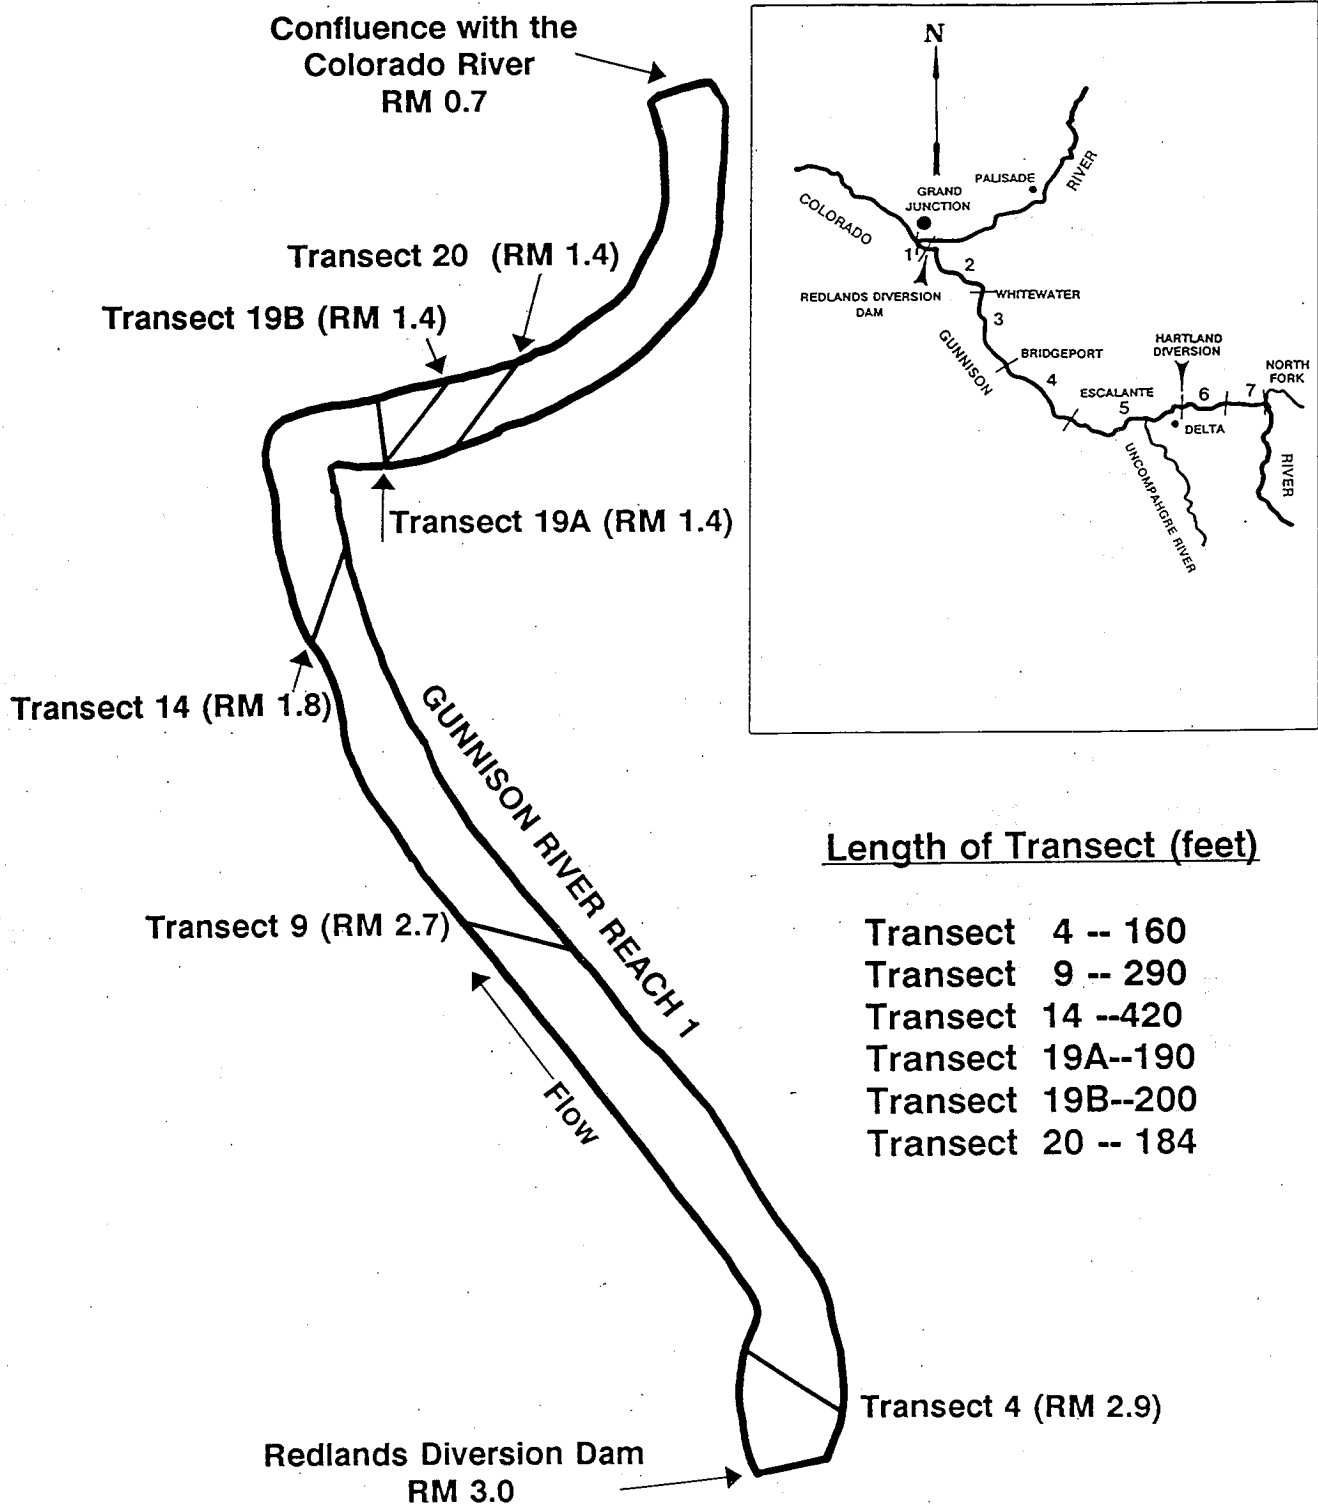 Confluence with the
Colorado River
RM 0.7
Transect 20 (RM 1.4)
Transect 19B (RM 1.4)
Transect 19A (RM 1.4)
Transect 14 (RM 1.8)
GUNNISON RIVER REACH 1
Transect 9 (RM 2.7)
Flow
Transect 4 (RM 2.9)
Redlands Diversion Dam
RM 3.0
N
PALISADE
RIVER
GRAND
JUNCTION
COLORADO
1
2
REDLANDS DIVERSION
DAM
WHITEWATER
3
GUNNISON
BRIDGEPORT
4
HARTLAND
DIVERSION
NORTH
FORK
ESCALANTE
5
6
7
DELTA
UNCOMPAHGRE RIVER
RIVER
Length of Transect (feet)
Transect 4 -- 160
Transect 9 -- 290
Transect 14 --420
Transect 19A--190
Transect 19B--200
Transect 20 -- 184